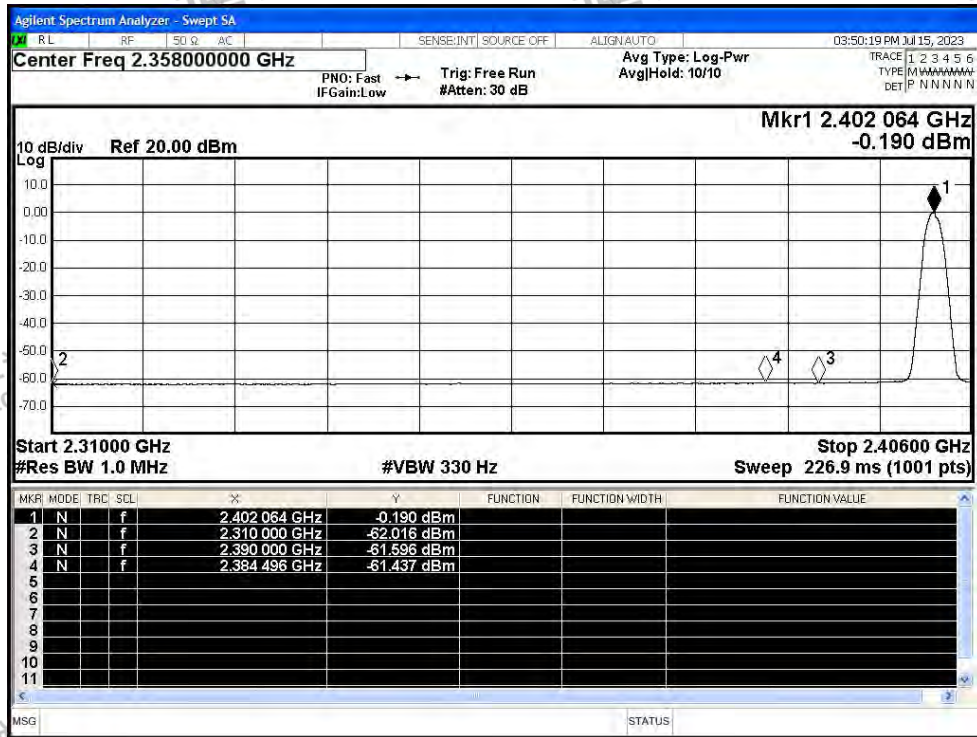 Agilent Spectrum Analyzer - Swept SA
LXI RL RF 50 Ω AC SENSE:INT SOURCE OFF ALIGN AUTO 03:50:19 PM Jul 15, 2023
Center Freq 2.358000000 GHz
PNO: Fast
IFGain:Low
Trig: Free Run
#Atten: 30 dB
Avg Type: Log-Pwr
Avg|Hold: 10/10
TRACE 1 2 3 4 5 6
TYPE M WWWWW
DET P N N N N N
Mkr1 2.402 064 GHz
-0.190 dBm
10 dB/div Ref 20.00 dBm
Log
10.0
0.00
-10.0
-20.0
-30.0
-40.0
-50.0
-60.0
-70.0
1
2
4
3
Start 2.31000 GHz Stop 2.40600 GHz
#Res BW 1.0 MHz #VBW 330 Hz Sweep 226.9 ms (1001 pts)
MKR MODE TRC SCL X Y FUNCTION FUNCTION WIDTH FUNCTION VALUE
1 N f 2.402 064 GHz -0.190 dBm
2 N f 2.310 000 GHz -62.016 dBm
3 N f 2.390 000 GHz -61.596 dBm
4 N f 2.384 496 GHz -61.437 dBm
5
6
7
8
9
10
11
MSG STATUS